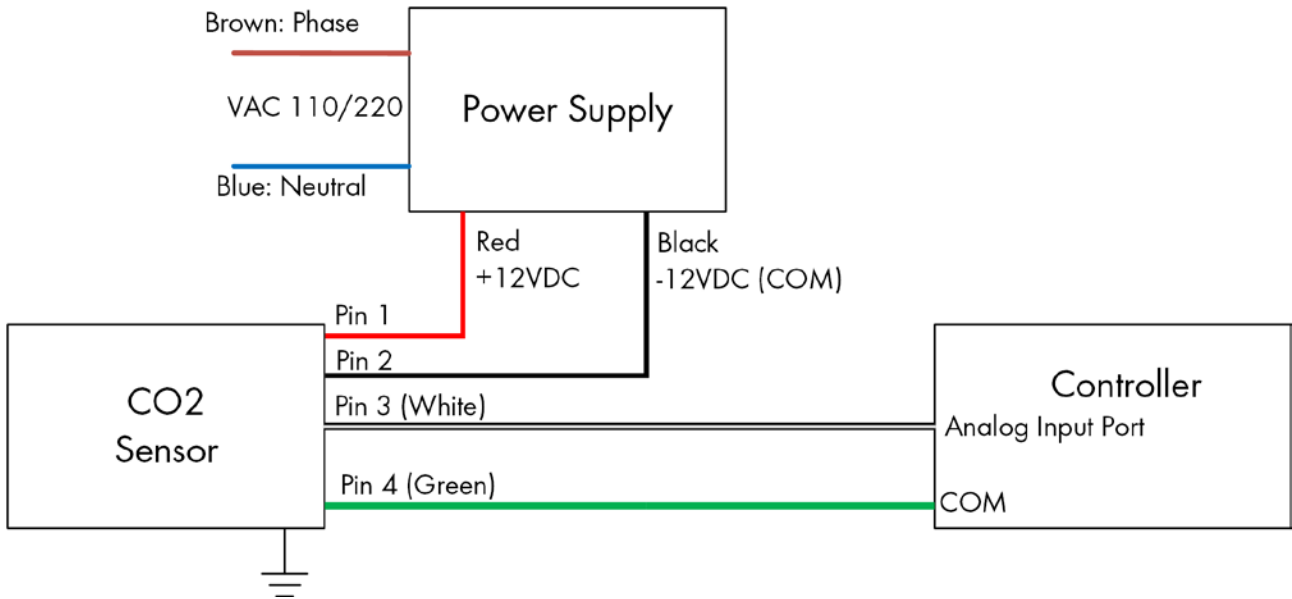 Brown: Phase
VAC 110/220
Blue: Neutral
Power Supply
Red
+12VDC
Black
-12VDC (COM)
Pin 1
Pin 2
Pin 3 (White)
Pin 4 (Green)
CO2
Sensor
Controller
Analog Input Port
COM